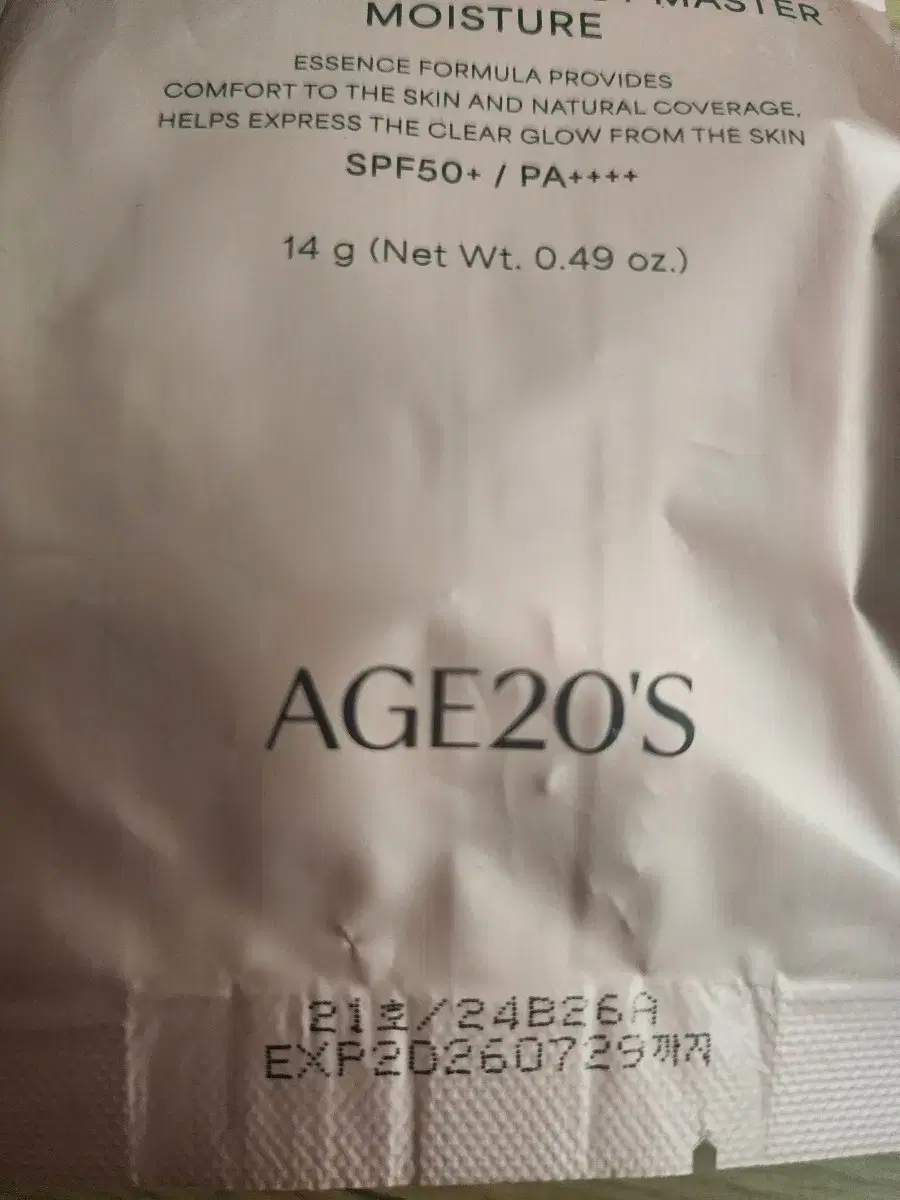 MASTER
MOISTURE
ESSENCE FORMULA PROVIDES
COMFORT TO THE SKIN AND NATURAL COVERAGE,
HELPS EXPRESS THE CLEAR GLOW FROM THE SKIN
SPF50+ / PA++++
14 g (Net Wt. 0.49 oz.)
AGE20'S
21호/24B26A
EXP20260729까지